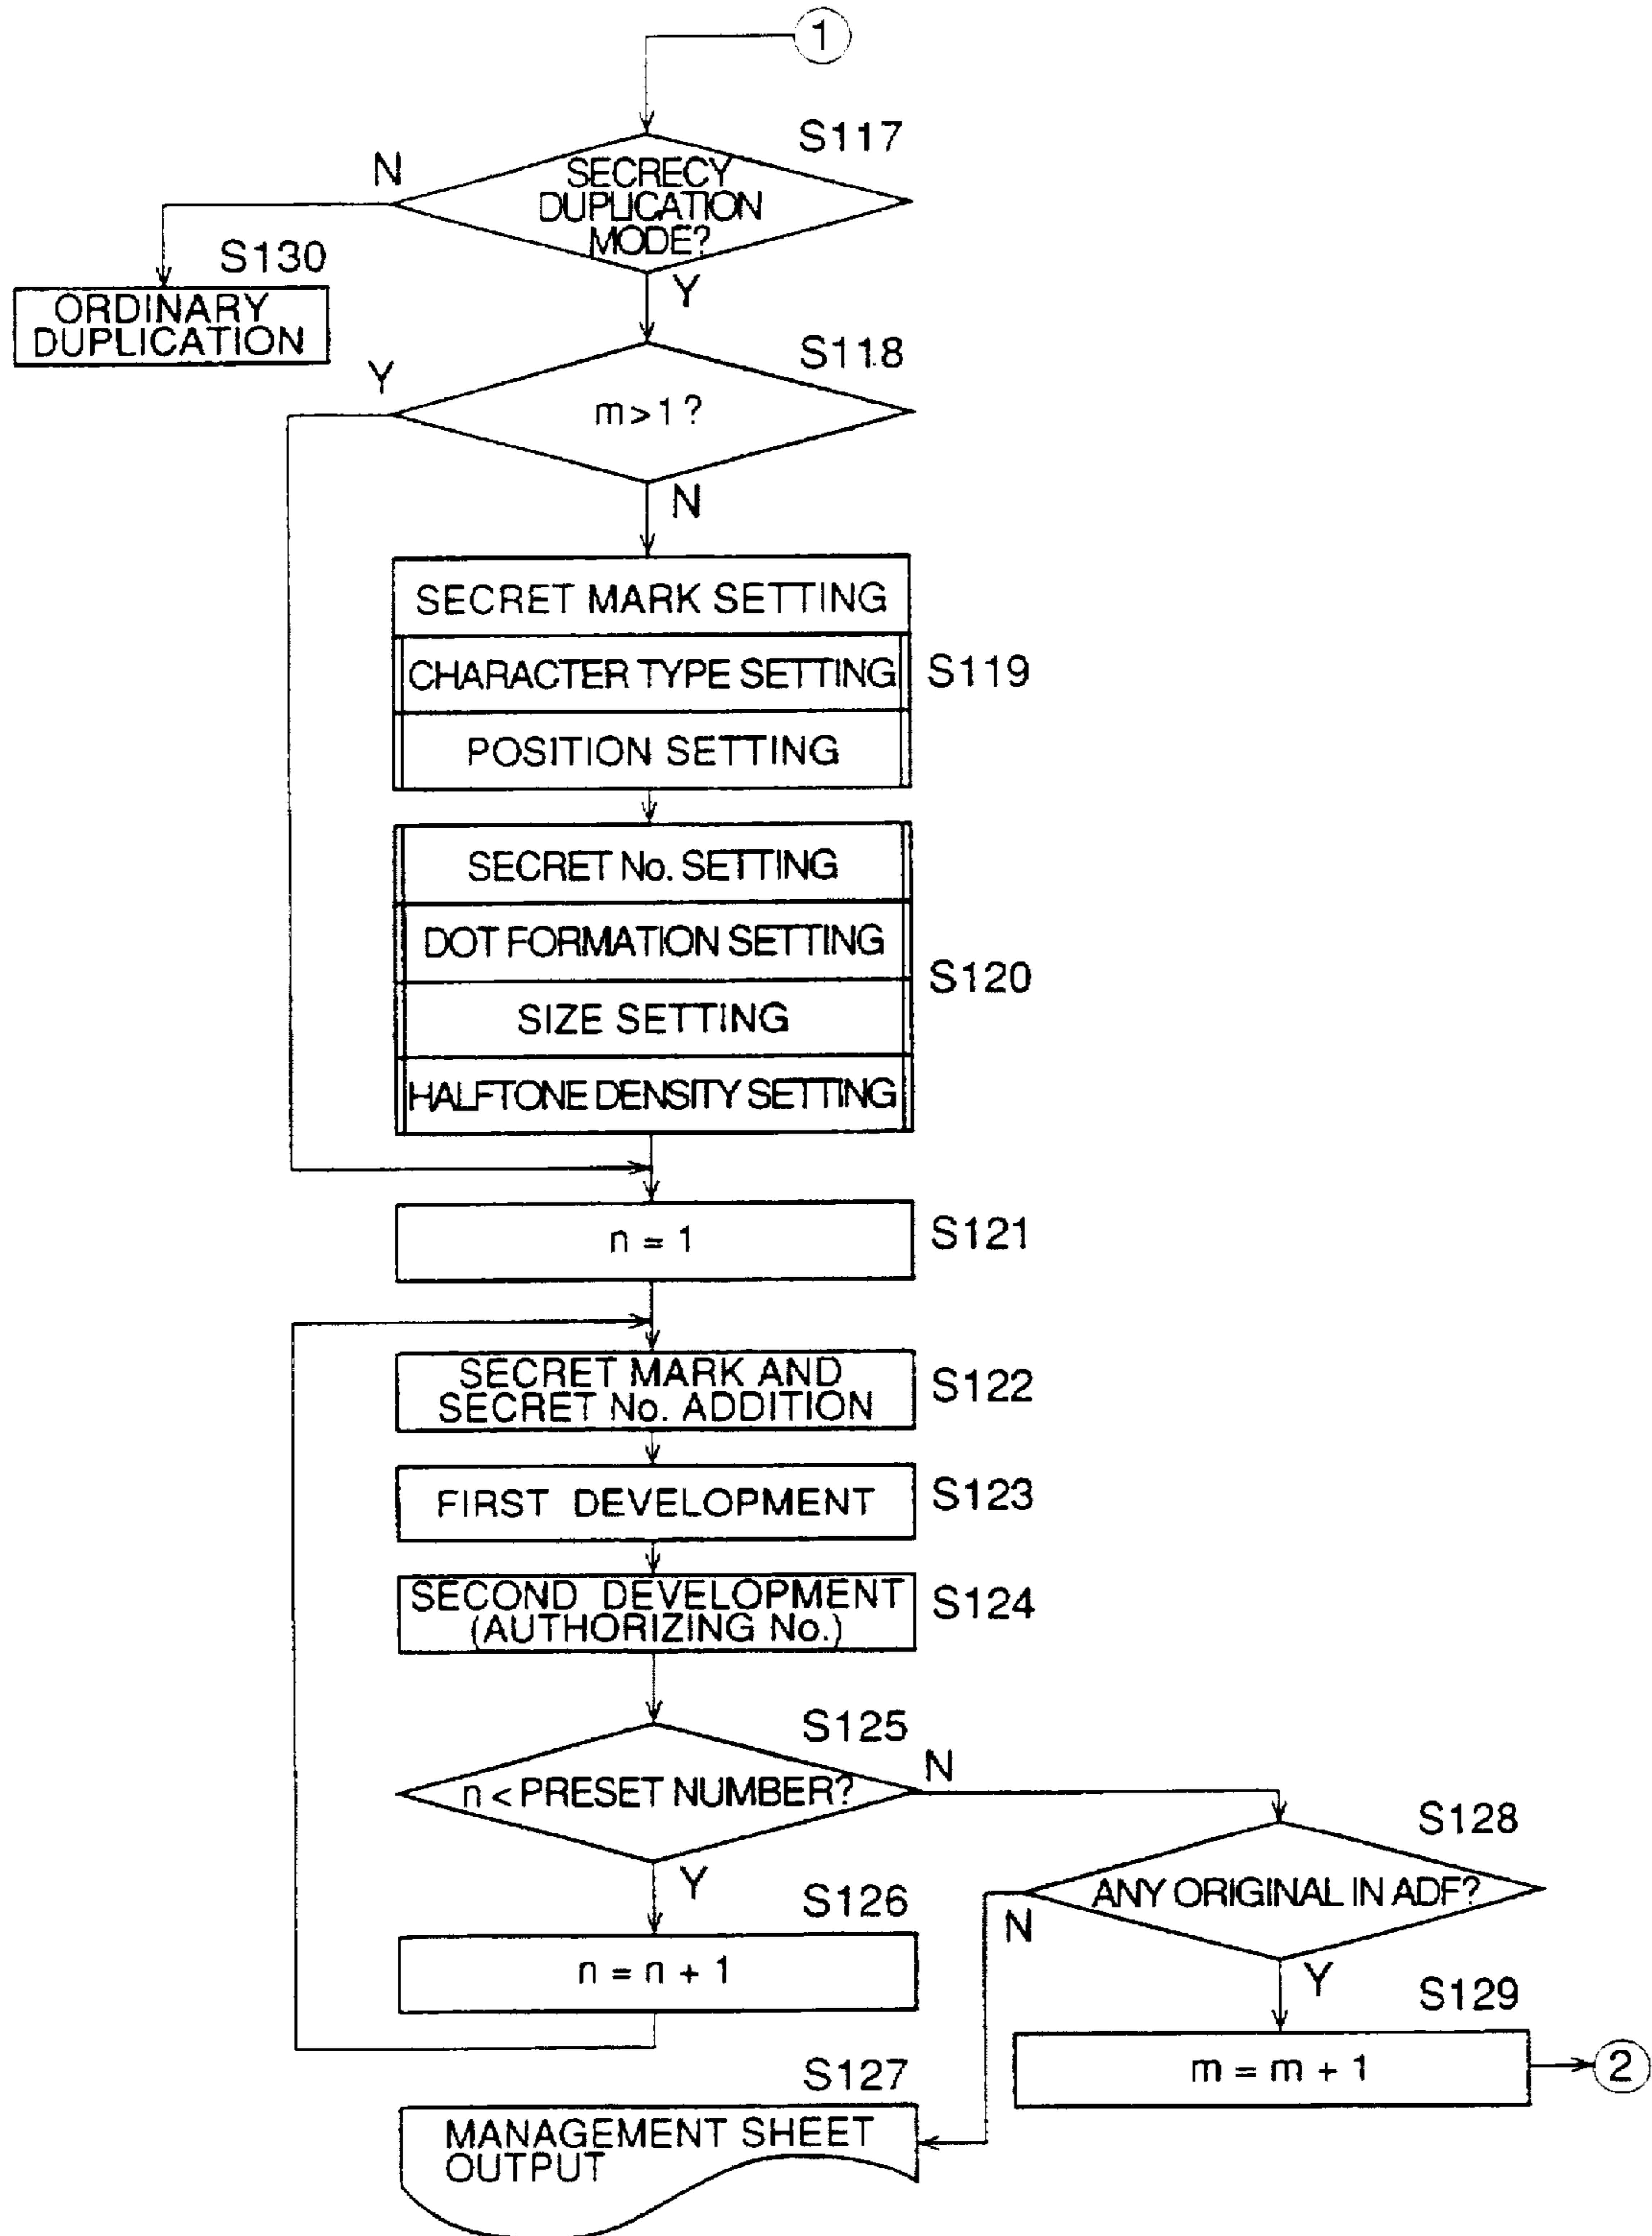 1
S117
N
SECRECY
DUPLICATION
MODE?
S130
Y
ORDINARY
DUPLICATION
S118
Y
m > 1 ?
N
SECRET MARK SETTING
CHARACTER TYPE SETTING
S119
POSITION SETTING
SECRET No. SETTING
DOT FORMATION SETTING
S120
SIZE SETTING
HALFTONE DENSITY SETTING
n = 1
S121
SECRET MARK AND
SECRET No. ADDITION
S122
FIRST DEVELOPMENT
S123
SECOND DEVELOPMENT
(AUTHORIZING No.)
S124
S125
N
n < PRESET NUMBER?
S128
Y
ANY ORIGINAL IN ADF?
S126
N
n = n + 1
Y
S129
m = m + 1
2
S127
MANAGEMENT SHEET
OUTPUT